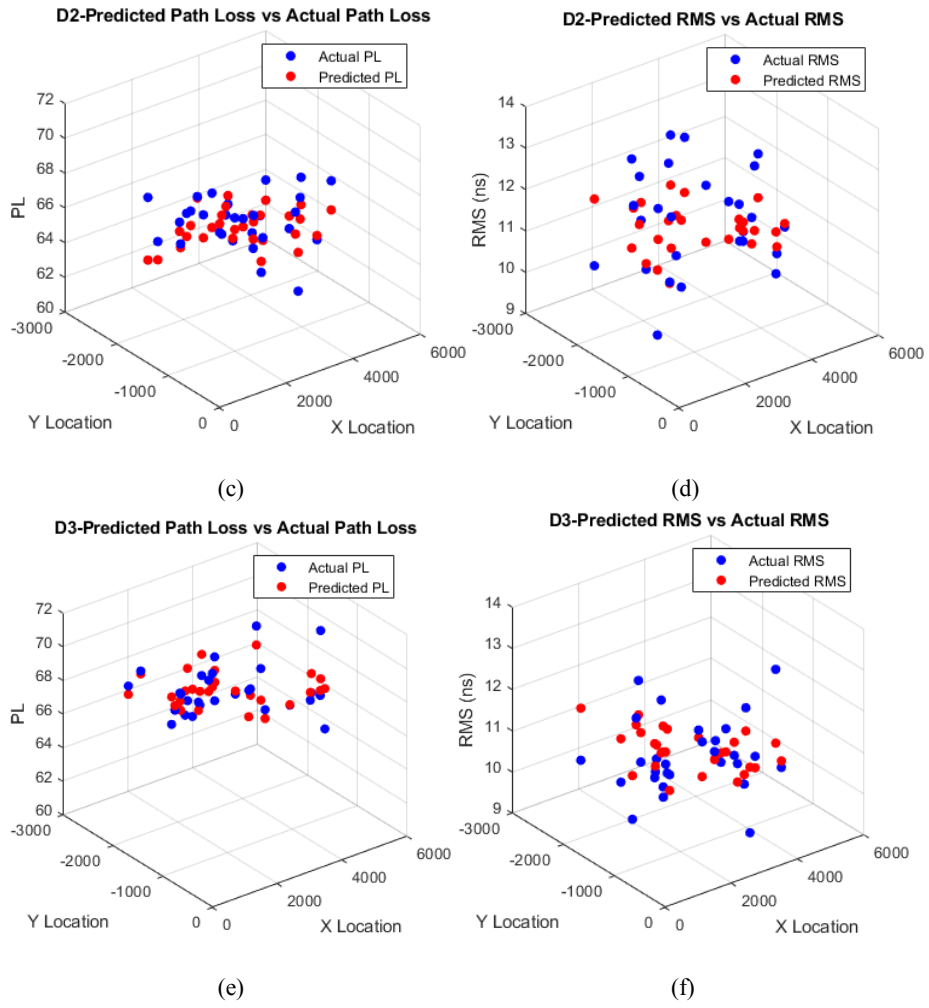 D2-Predicted Path Loss vs Actual Path Loss
Actual PL
Predicted PL
72
70
68
66
64
62
60
PL
-3000
-2000
-1000
0
Y Location
0
2000
4000
6000
X Location
(c)
D2-Predicted RMS vs Actual RMS
Actual RMS
Predicted RMS
14
13
12
11
10
9
RMS (ns)
-3000
-2000
-1000
0
Y Location
0
2000
4000
6000
X Location
(d)
D3-Predicted Path Loss vs Actual Path Loss
Actual PL
Predicted PL
72
70
68
66
64
62
60
PL
-3000
-2000
-1000
0
Y Location
0
2000
4000
6000
X Location
(e)
D3-Predicted RMS vs Actual RMS
Actual RMS
Predicted RMS
14
13
12
11
10
9
RMS (ns)
-3000
-2000
-1000
0
Y Location
0
2000
4000
6000
X Location
(f)